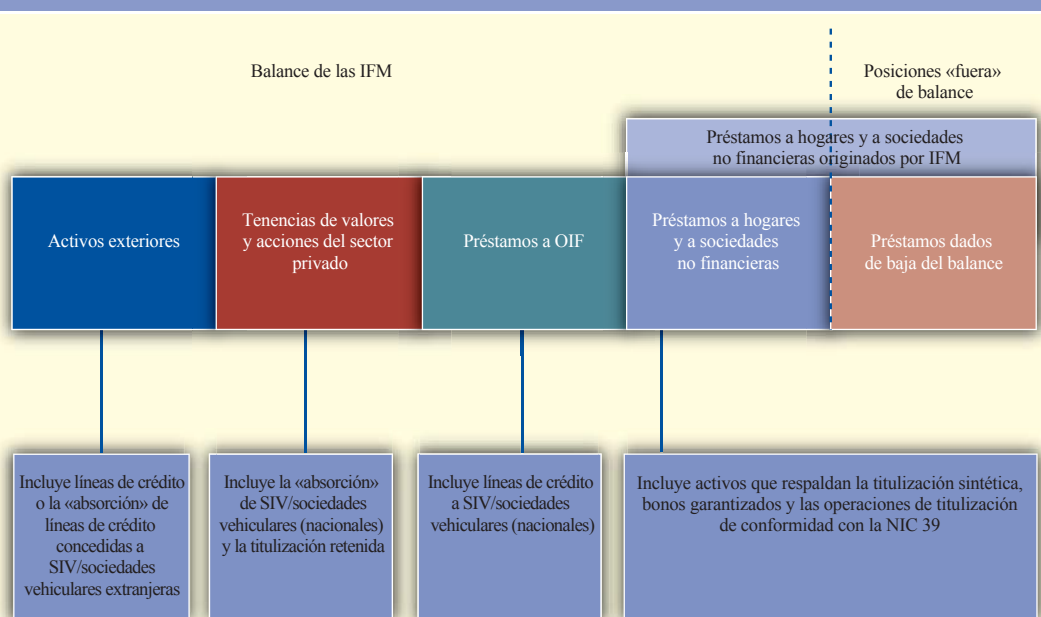 Balance de las IFM
Posiciones «fuera»
de balance
Préstamos a hogares y a sociedades
no financieras originados por IFM
Activos exteriores
Tenencias de valores
y acciones del sector
privado
Préstamos a OIF
Préstamos a hogares
y a sociedades
no financieras
Préstamos dados
de baja del balance
Incluye líneas de crédito
o la «absorción» de
líneas de crédito
concedidas a
SIV/sociedades
vehiculares extranjeras
Incluye la «absorción»
de SIV/sociedades
vehiculares (nacionales)
y la titulización retenida
Incluye líneas de crédito
a SIV/sociedades
vehiculares (nacionales)
Incluye activos que respaldan la titulización sintética,
bonos garantizados y las operaciones de titulización
de conformidad con la NIC 39